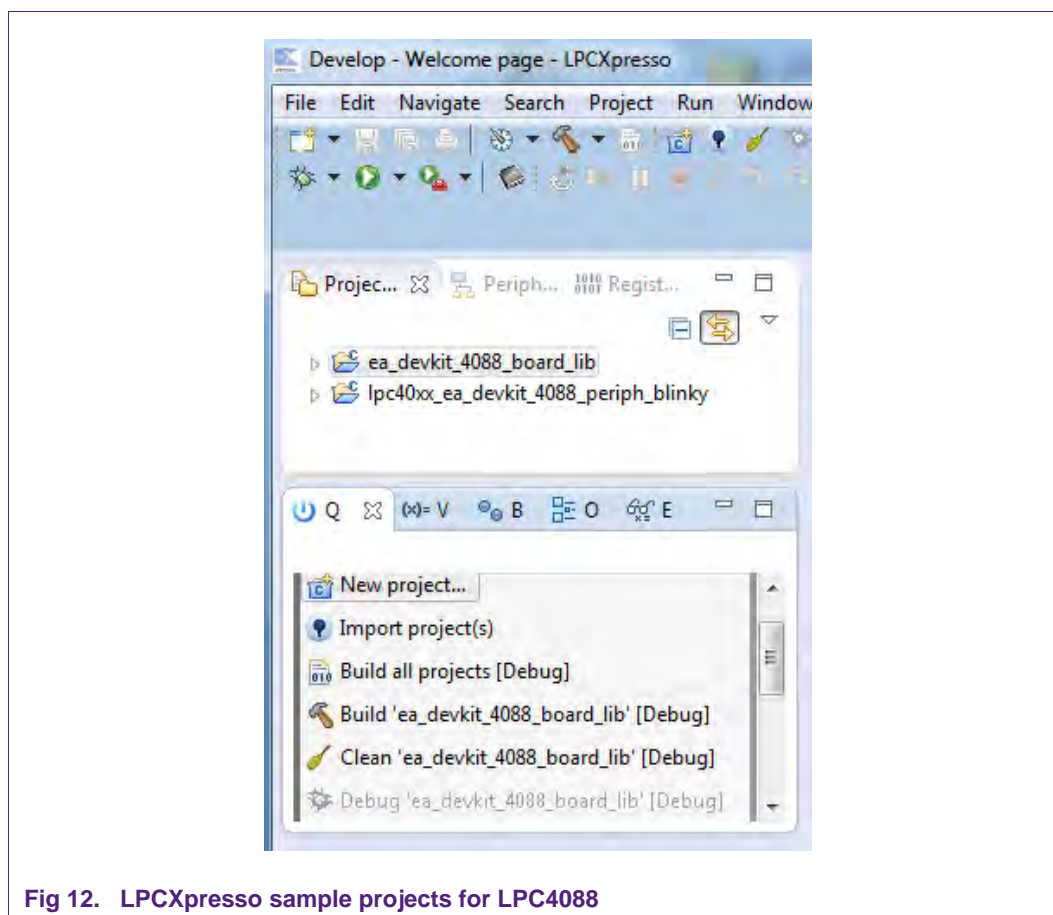 Develop - Welcome page - LPCXpresso
File Edit Navigate Search Project Run Window
Projec... Periph... 1010 0101 Regist...
ea_devkit_4088_board_lib
lpc40xx_ea_devkit_4088_periph_blinky
Q (x)= V B O E
New project...
Import project(s)
Build all projects [Debug]
Build 'ea_devkit_4088_board_lib' [Debug]
Clean 'ea_devkit_4088_board_lib' [Debug]
Debug 'ea_devkit_4088_board_lib' [Debug]
Fig 12. LPCXpresso sample projects for LPC4088